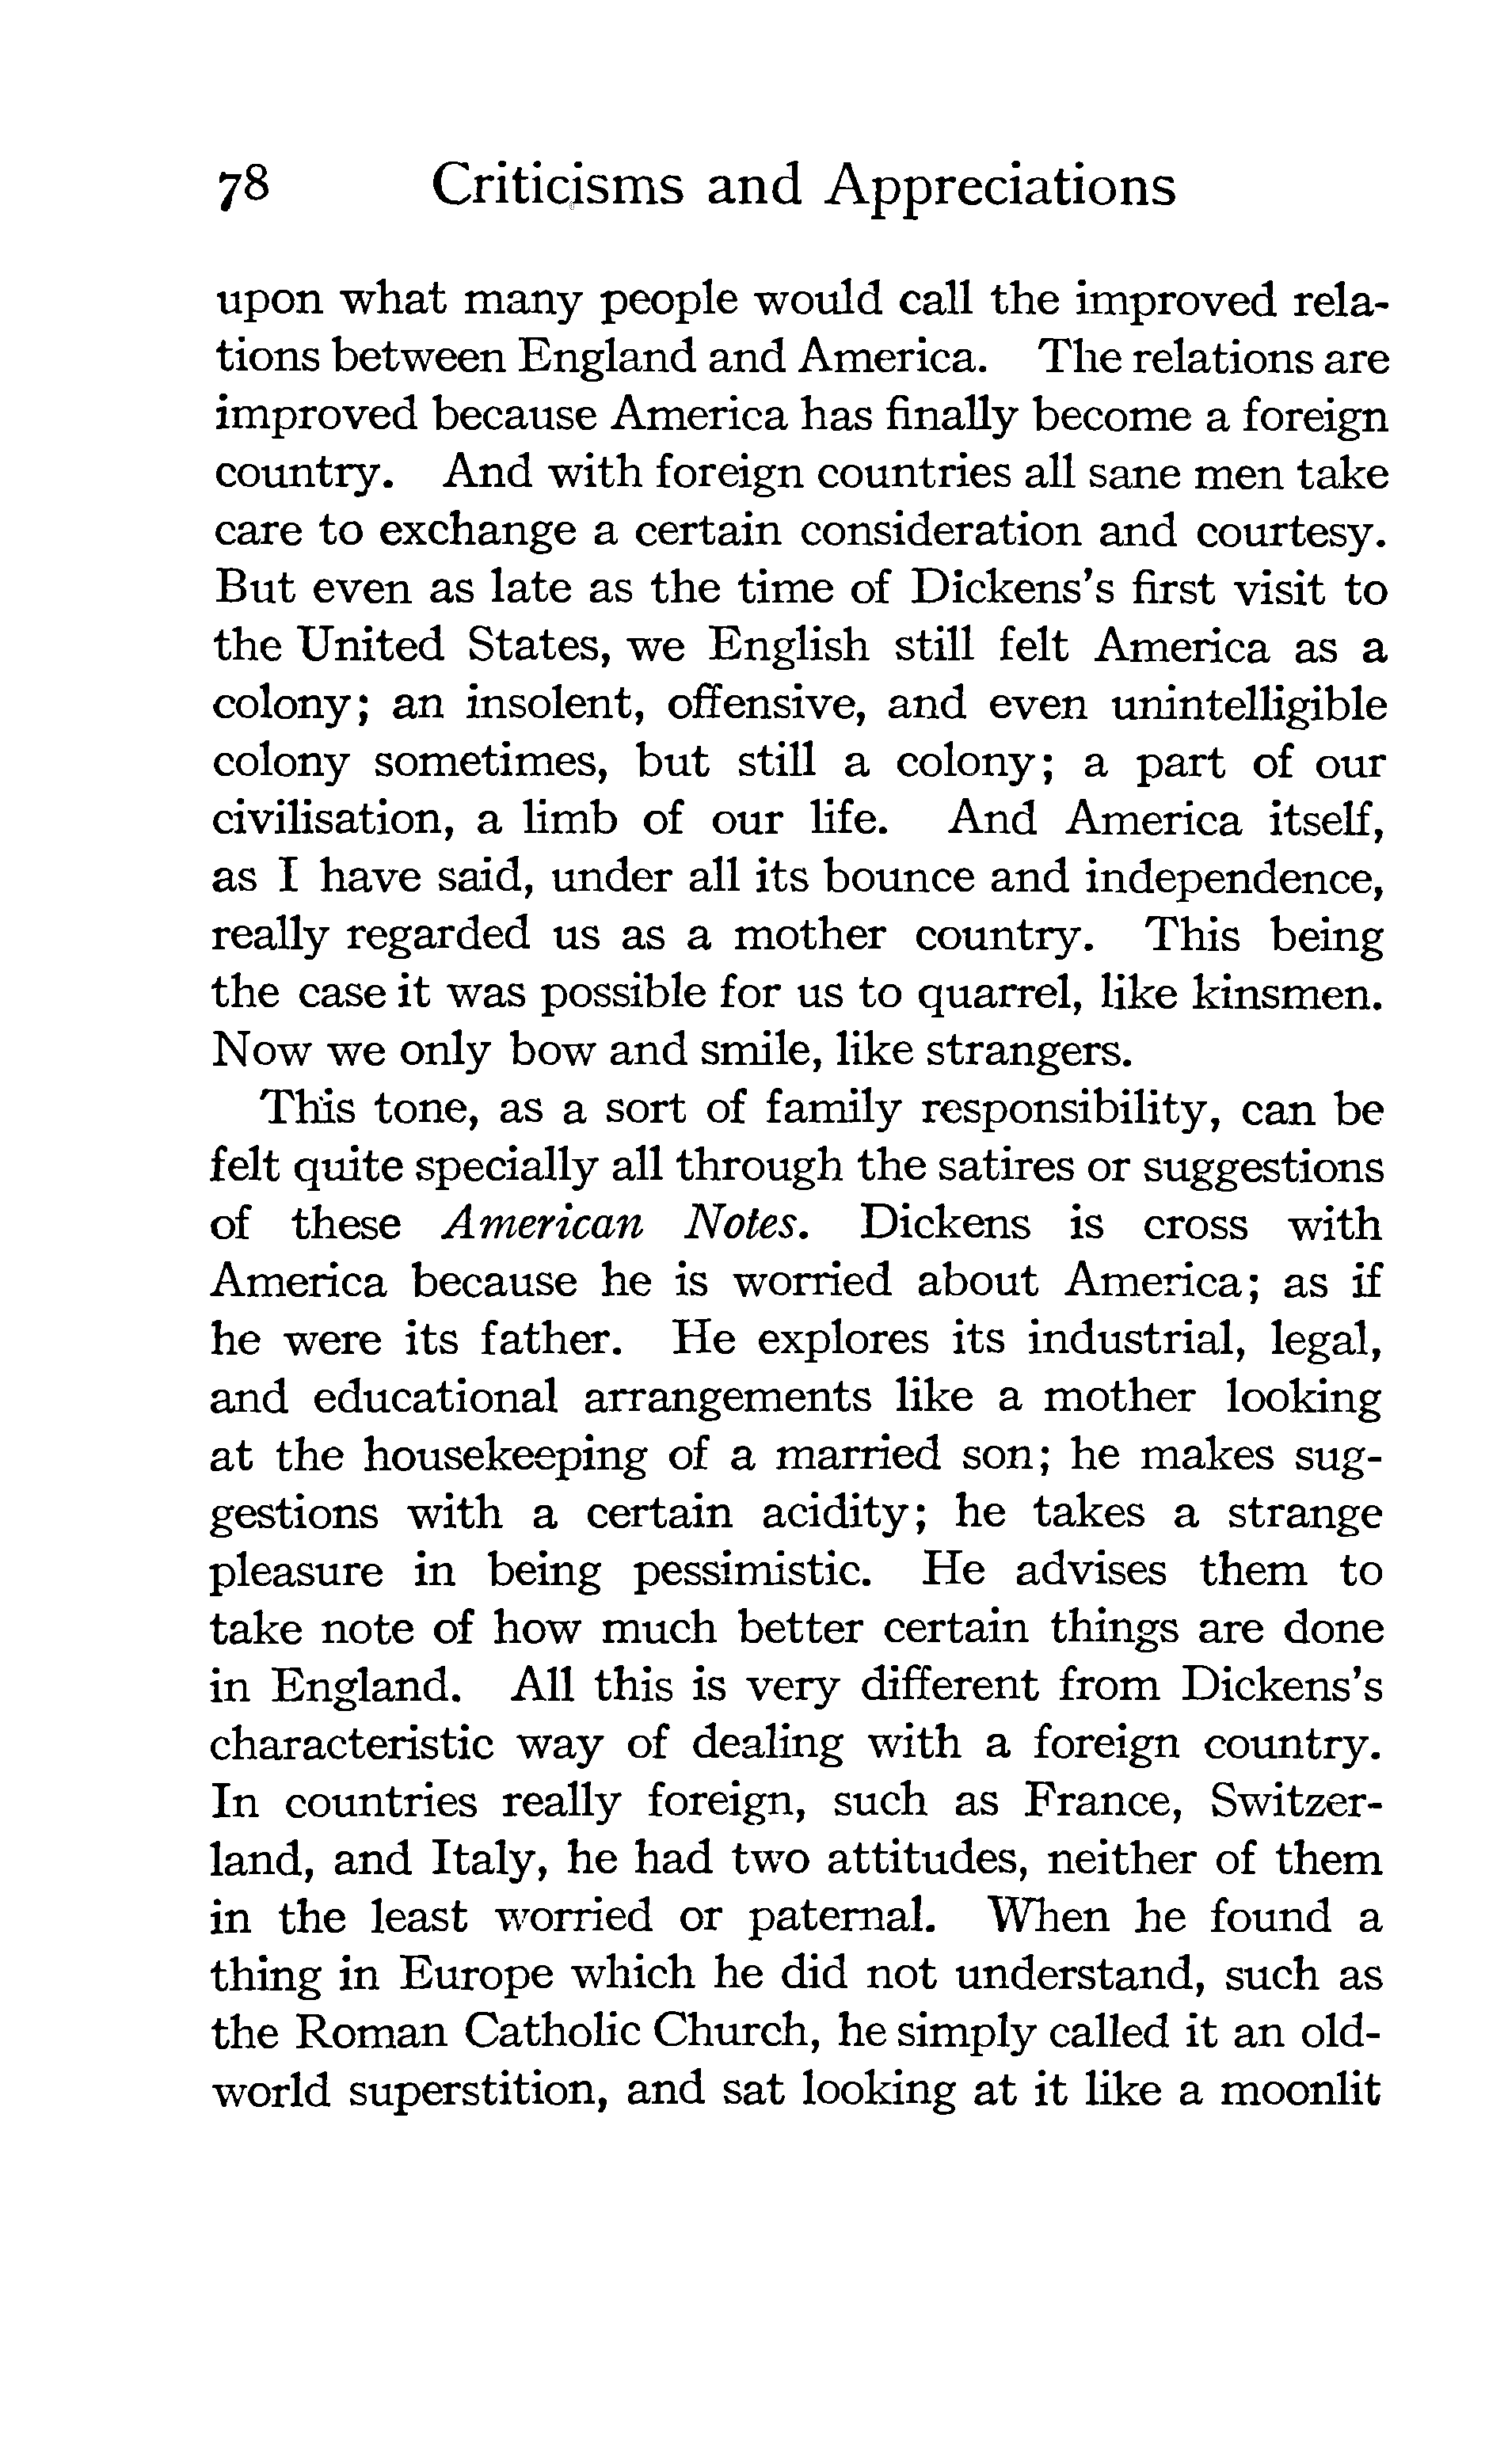 78 Criticisms and Appreciations
upon what many people would call the improved rela-
tions between England and America. The relations are
improved because America has finally become a foreign
country. And with foreign countries all sane men take
care to exchange a certain consideration and courtesy.
But even as late as the time of Dickens's first visit to
the United States, we English still felt America as a
colony; an insolent, offensive, and even unintelligible
colony sometimes, but still a colony; a part of our
civilisation, a limb of our life. And America itself,
as I have said, under all its bounce and independence,
really regarded us as a mother country. This being
the case it was possible for us to quarrel, like kinsmen.
Now we only bow and smile, like strangers.
This tone, as a sort of family responsibility, can be
felt quite specially all through the satires or suggestions
of these American Notes. Dickens is cross with
America because he is worried about America; as if
he were its father. He explores its industrial, legal,
and educational arrangements like a mother looking
at the housekeeping of a married son; he makes sug-
gestions with a certain acidity; he takes a strange
pleasure in being pessimistic. He advises them to
take note of how much better certain things are done
in England. All this is very different from Dickens's
characteristic way of dealing with a foreign country.
In countries really foreign, such as France, Switzer-
land, and Italy, he had two attitudes, neither of them
in the least worried or paternal. When he found a
thing in Europe which he did not understand, such as
the Roman Catholic Church, he simply called it an old-
world superstition, and sat looking at it like a moonlit